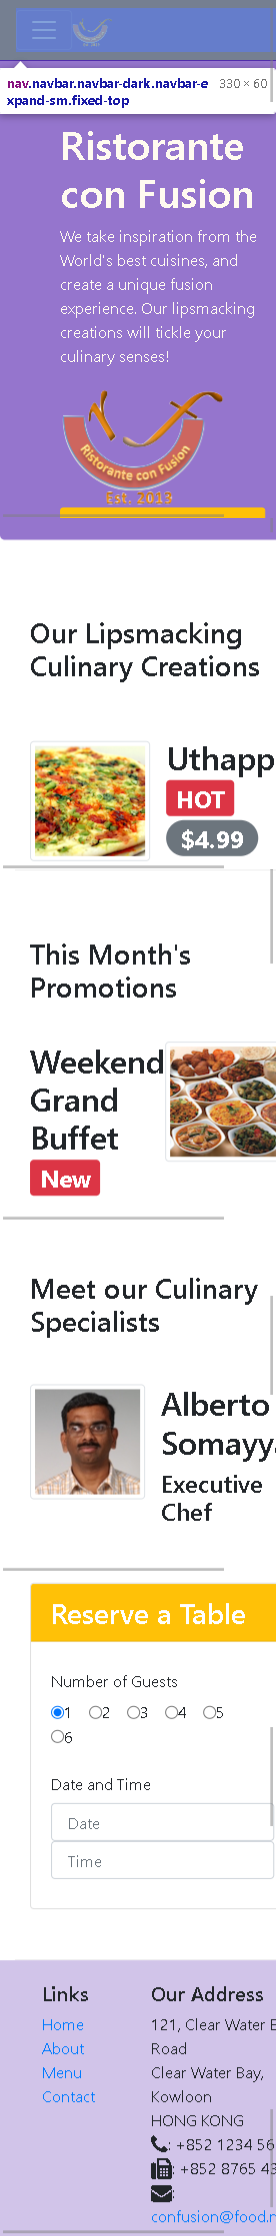 nav.navbar.navbar-dark.navbar-e 330 × 60
xpand-sm.fixed-top
Ristorante
con Fusion
We take inspiration from the
World's best cuisines, and
create a unique fusion
experience. Our lipsmacking
creations will tickle your
culinary senses!
Ristorante con Fusion
Est. 2013
Our Lipsmacking
Culinary Creations
Uthapp
HOT
$4.99
This Month's
Promotions
Weekend
Grand
Buffet
New
Meet our Culinary
Specialists
Alberto
Somayy
Executive
Chef
Reserve a Table
Number of Guests
1 2 3 4 5
6
Date and Time
Date
Time
Links
Home
About
Menu
Contact
Our Address
121, Clear Water B
Road
Clear Water Bay,
Kowloon
HONG KONG
: +852 1234 56
: +852 8765 43
:
confusion@food.n